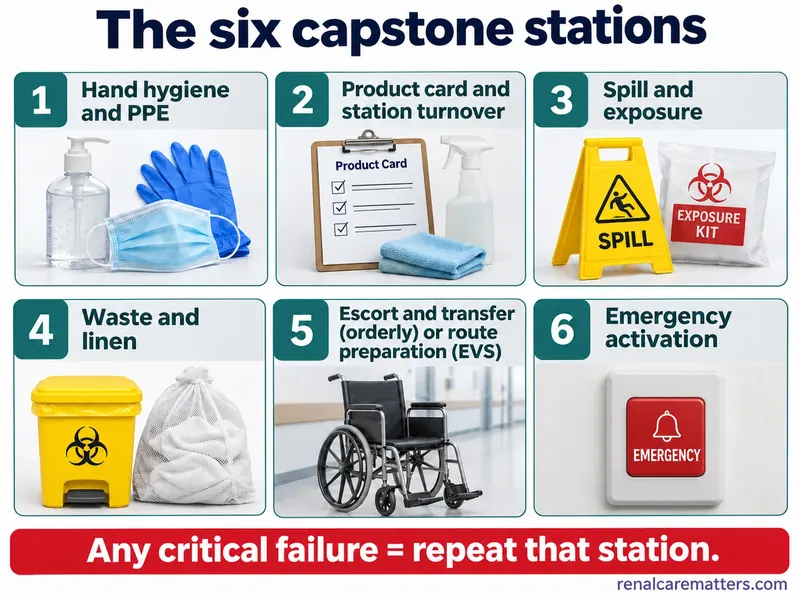 The six capstone stations
1
Hand hygiene
and PPE
2
Product card and
station turnover
Product Card
3
Spill and
exposure
SPILL
EXPOSURE
KIT
4
Waste and
linen
5
Escort and transfer
(orderly) or route
preparation (EVS)
6
Emergency
activation
EMERGENCY
Any critical failure = repeat that station.
renalcarematters.com